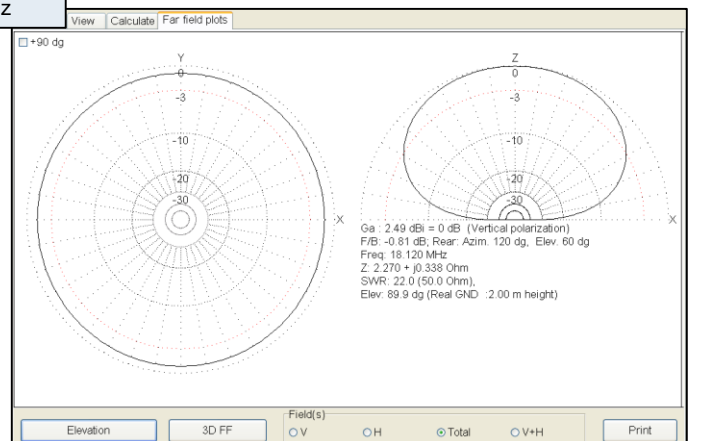 z
View Calculate Far field plots
+90 dg
Y
0
-3
-10
-20
-30
X
Z
0
-3
-10
-20
-30
X
Ga : 2.49 dBi = 0 dB (Vertical polarization)
F/B: -0.81 dB; Rear: Azim. 120 dg, Elev. 60 dg
Freq: 18.120 MHz
Z: 2.270 + j0.338 Ohm
SWR: 22.0 (50.0 Ohm),
Elev: 89.9 dg (Real GND :2.00 m height)
Field(s)
Elevation 3D FF V H Total V+H Print